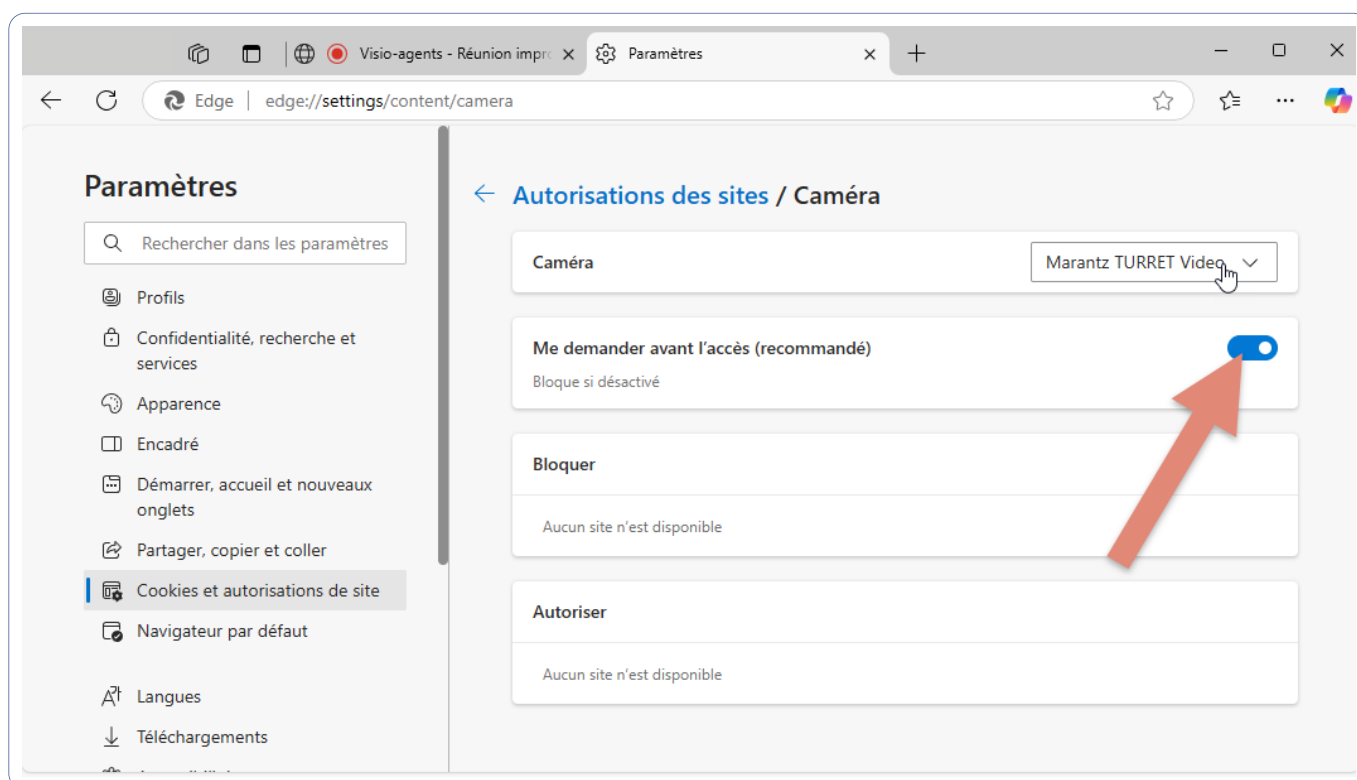 Visio-agents - Réunion impro
Paramètres
Edge
edge://settings/content/camera
Paramètres
Rechercher dans les paramètres
Profils
Confidentialité, recherche et
services
Apparence
Encadré
Démarrer, accueil et nouveaux
onglets
Partager, copier et coller
Cookies et autorisations de site
Navigateur par défaut
Langues
Téléchargements
Autorisations des sites / Caméra
Caméra
Marantz TURRET Video
Me demander avant l'accès (recommandé)
Bloque si désactivé
Bloquer
Aucun site n'est disponible
Autoriser
Aucun site n'est disponible